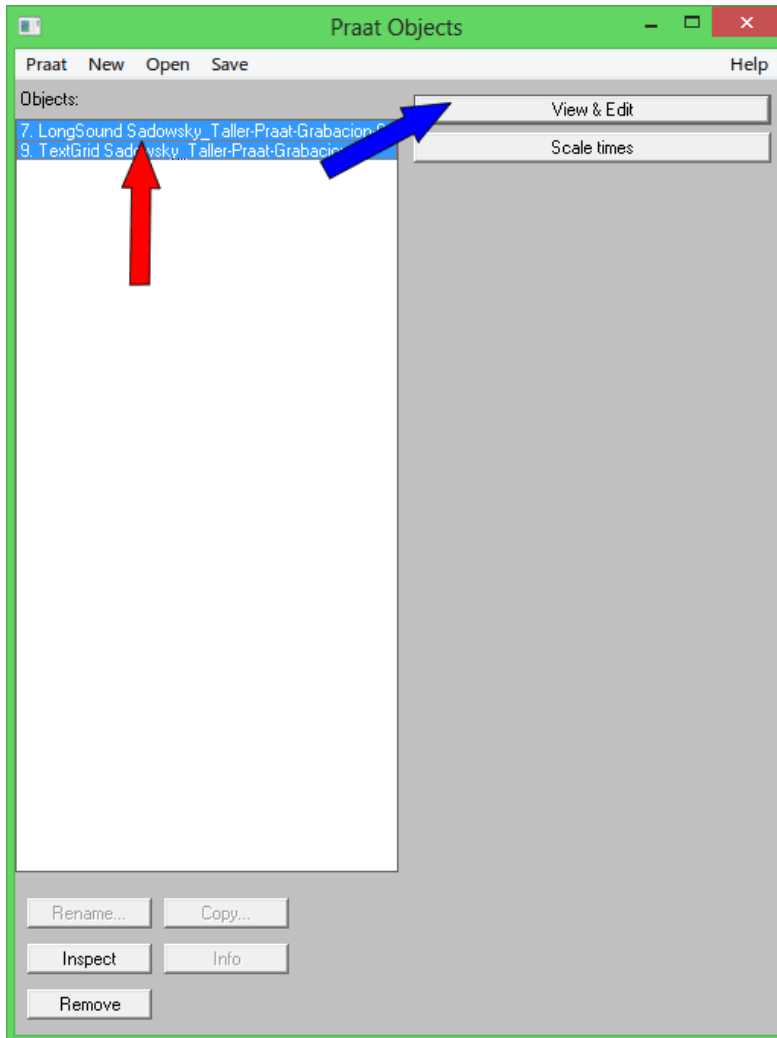 Praat Objects
Praat New Open Save Help
Objects:
7. LongSound Sadowsky_Taller-Praat-Grabacion
9. TextGrid Sadowsky_Taller-Praat-Grabacion
View & Edit
Scale times
Rename... Copy...
Inspect Info
Remove